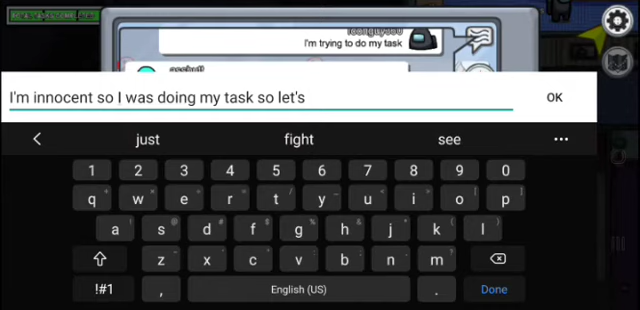 I'm trying to do my task
I'm innocent so I was doing my task so let's
OK
just fight see
1 2 3 4 5 6 7 8 9 0
q w e r t y u i o p
a s d f g h j k l
z x c v b n m
!#1 , English (US) . Done